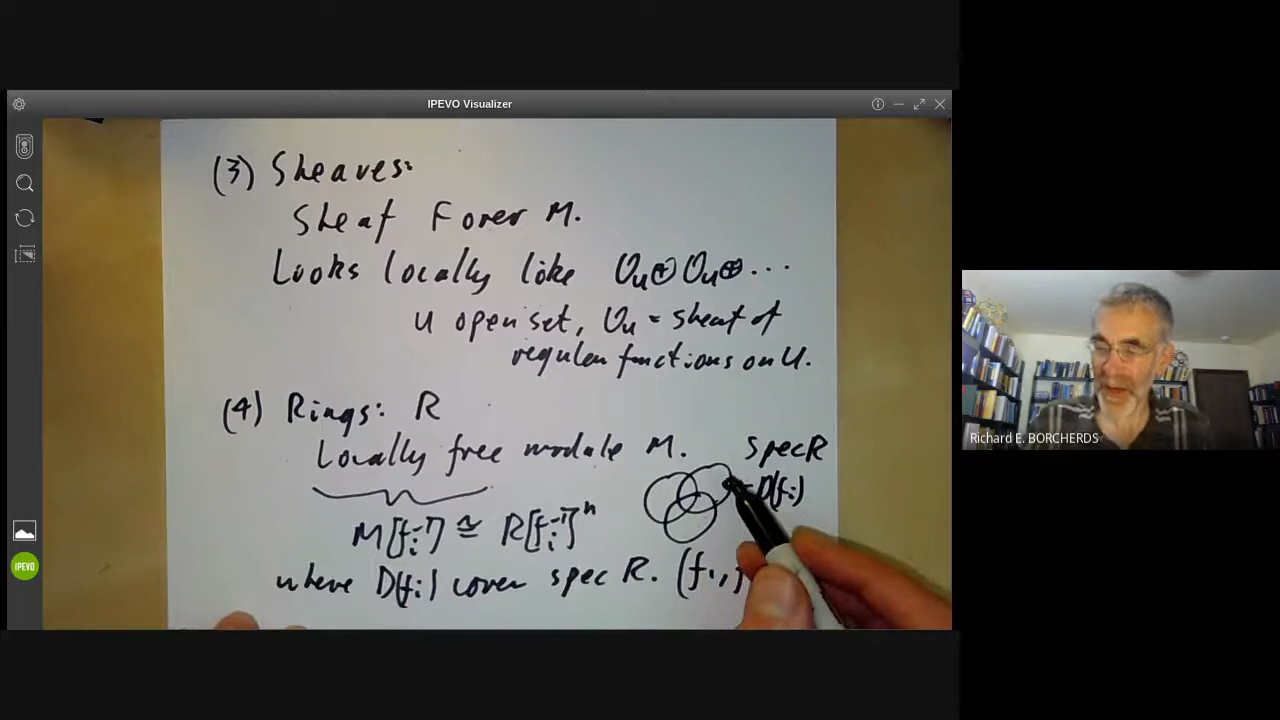 IPEVO Visualizer
(3) Sheaves:
Sheaf F over M.
Looks locally like O_U ⊕ O_U ⊕ ...
U open set, O_U = sheaf of
regular functions on U.
(4) Rings: R
Locally free module M.
spec R
D(f_i)
M[f_i^{-1}] ≅ R[f_i^{-1}]^n
where D(f_i) cover spec R. (f_1,
Richard E. BORCHERDS
IPEVO